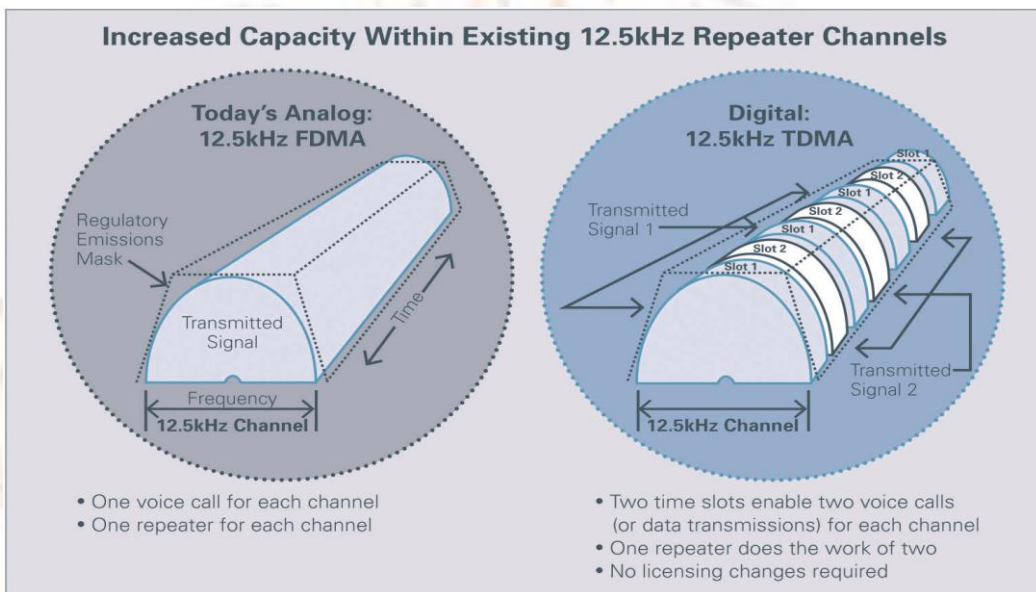 Increased Capacity Within Existing 12.5kHz Repeater Channels
Today's Analog:
12.5kHz FDMA
Regulatory
Emissions
Mask
Transmitted
Signal
Time
Frequency
12.5kHz Channel
• One voice call for each channel
• One repeater for each channel
Digital:
12.5kHz TDMA
Transmitted
Signal 1
Slot 1
Slot 2
Slot 1
Slot 2
Slot 1
Slot 2
Slot 1
Transmitted
Signal 2
12.5kHz Channel
• Two time slots enable two voice calls
(or data transmissions) for each channel
• One repeater does the work of two
• No licensing changes required